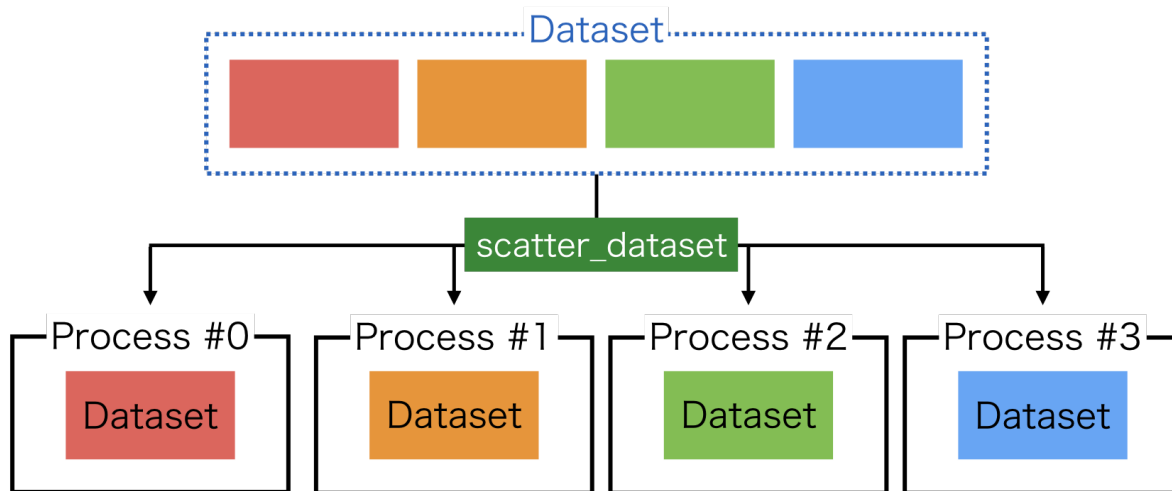 Dataset
scatter_dataset
Process #0
Process #1
Process #2
Process #3
Dataset
Dataset
Dataset
Dataset